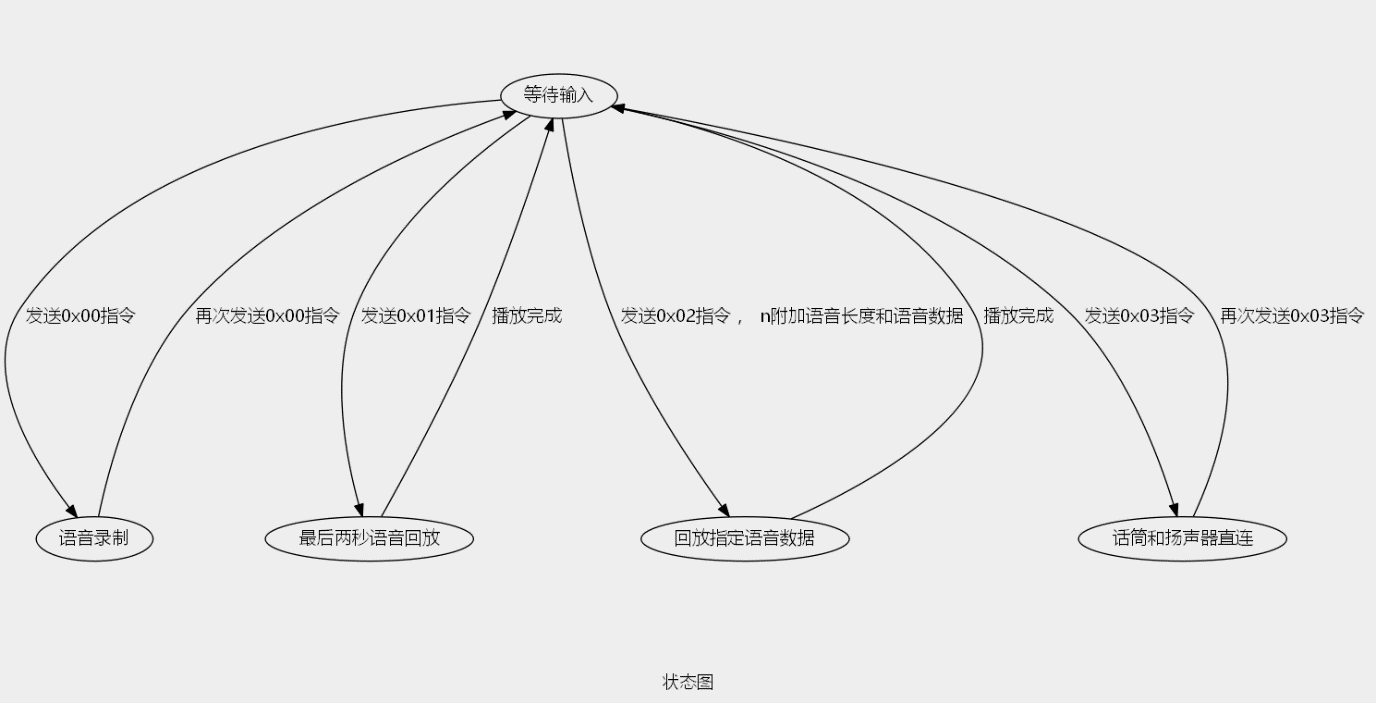 等待输入
发送0x00指令
再次发送0x00指令
发送0x01指令
播放完成
发送0x02指令， n附加语音长度和语音数据
播放完成
发送0x03指令
再次发送0x03指令
语音录制
最后两秒语音回放
回放指定语音数据
话筒和扬声器直连
状态图